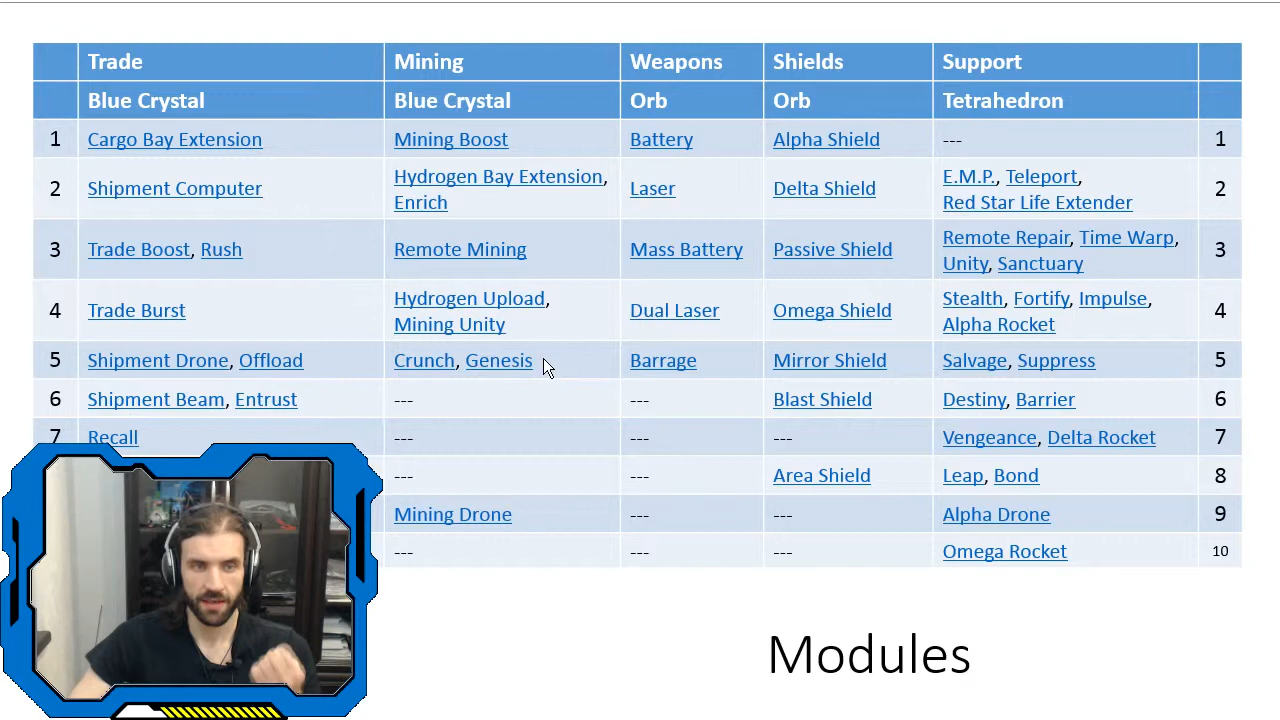 Trade Mining Weapons Shields Support
Blue Crystal Blue Crystal Orb Orb Tetrahedron
1 Cargo Bay Extension Mining Boost Battery Alpha Shield --- 1
2 Shipment Computer Hydrogen Bay Extension, Enrich Laser Delta Shield E.M.P., Teleport, Red Star Life Extender 2
3 Trade Boost, Rush Remote Mining Mass Battery Passive Shield Remote Repair, Time Warp, Unity, Sanctuary 3
4 Trade Burst Hydrogen Upload, Mining Unity Dual Laser Omega Shield Stealth, Fortify, Impulse, Alpha Rocket 4
5 Shipment Drone, Offload Crunch, Genesis Barrage Mirror Shield Salvage, Suppress 5
6 Shipment Beam, Entrust --- --- Blast Shield Destiny, Barrier 6
7 Recall --- --- --- Vengeance, Delta Rocket 7
--- --- Area Shield Leap, Bond 8
Mining Drone --- --- Alpha Drone 9
--- --- --- Omega Rocket 10
Modules